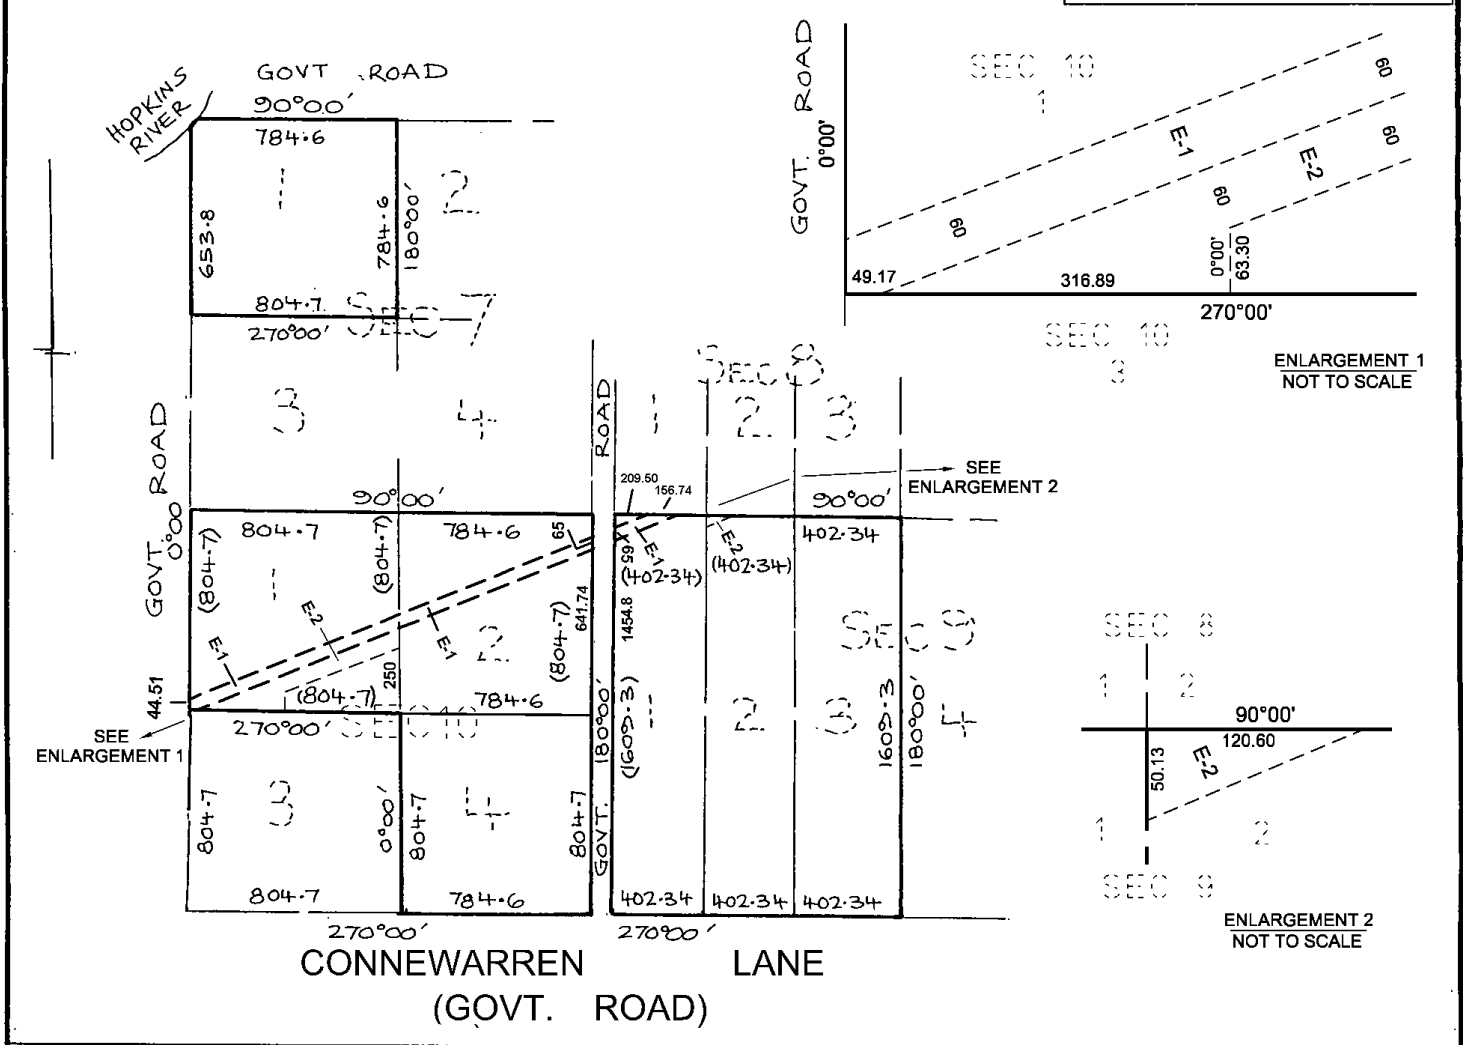 GOVT. ROAD
90°00'
HOPKINS
RIVER
784.6
1
2
653.8
784.6
180°00'
804.7
SEC 7
270°00'
3
4
GOVT. ROAD
0°00'
SEC 10
1
60
60
E-1
E-2
60
60
49.17
316.89
0°00'
63.30
270°00'
SEC 10
3
ENLARGEMENT 1
NOT TO SCALE
SEC 8
1
2
3
ROAD
GOVT. ROAD
0°00
SEE
ENLARGEMENT 2
209.50
156.74
90°00'
90°00'
804.7
784.6
402.34
(804.7)
(804.7)
65
65
E-1
E-2
(402.34)
(402.34)
1
E-2
E-1
E-1
2
(804.7)
641.74
1454.8
SEC 9
44.51
250
(804.7)
784.6
270°00'
SEC 10
SEE
ENLARGEMENT 1
180°00'
(1609.3)
1
2
3
1609.3
180°00'
4
804.7
3
0°00'
804.7
4
804.7
GOVT.
804.7
784.6
402.34
402.34
402.34
270°00'
270°00'
CONNEWARREN LANE
(GOVT. ROAD)
SEC 8
1
2
90°00'
120.60
50.13
E-2
1
2
SEC 9
ENLARGEMENT 2
NOT TO SCALE